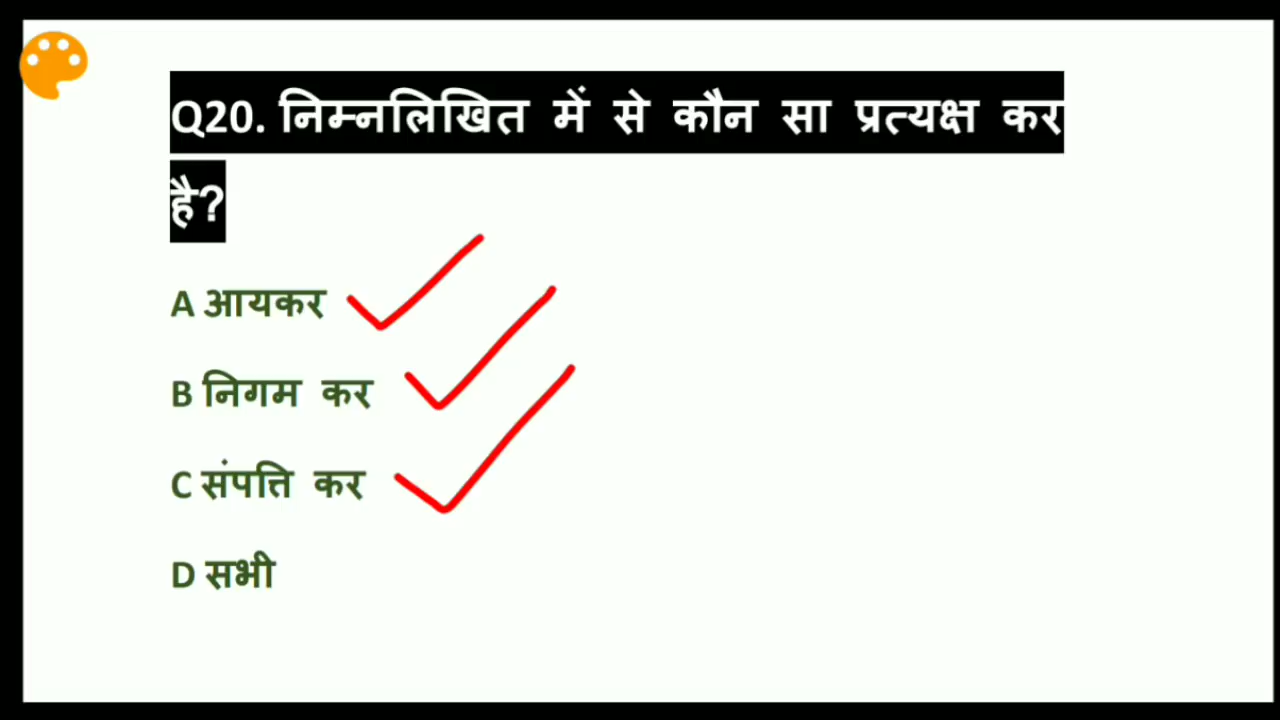 Q20. निम्नलिखित में से कौन सा प्रत्यक्ष कर
है?
A आयकर
B निगम कर
C संपत्ति कर
D सभी